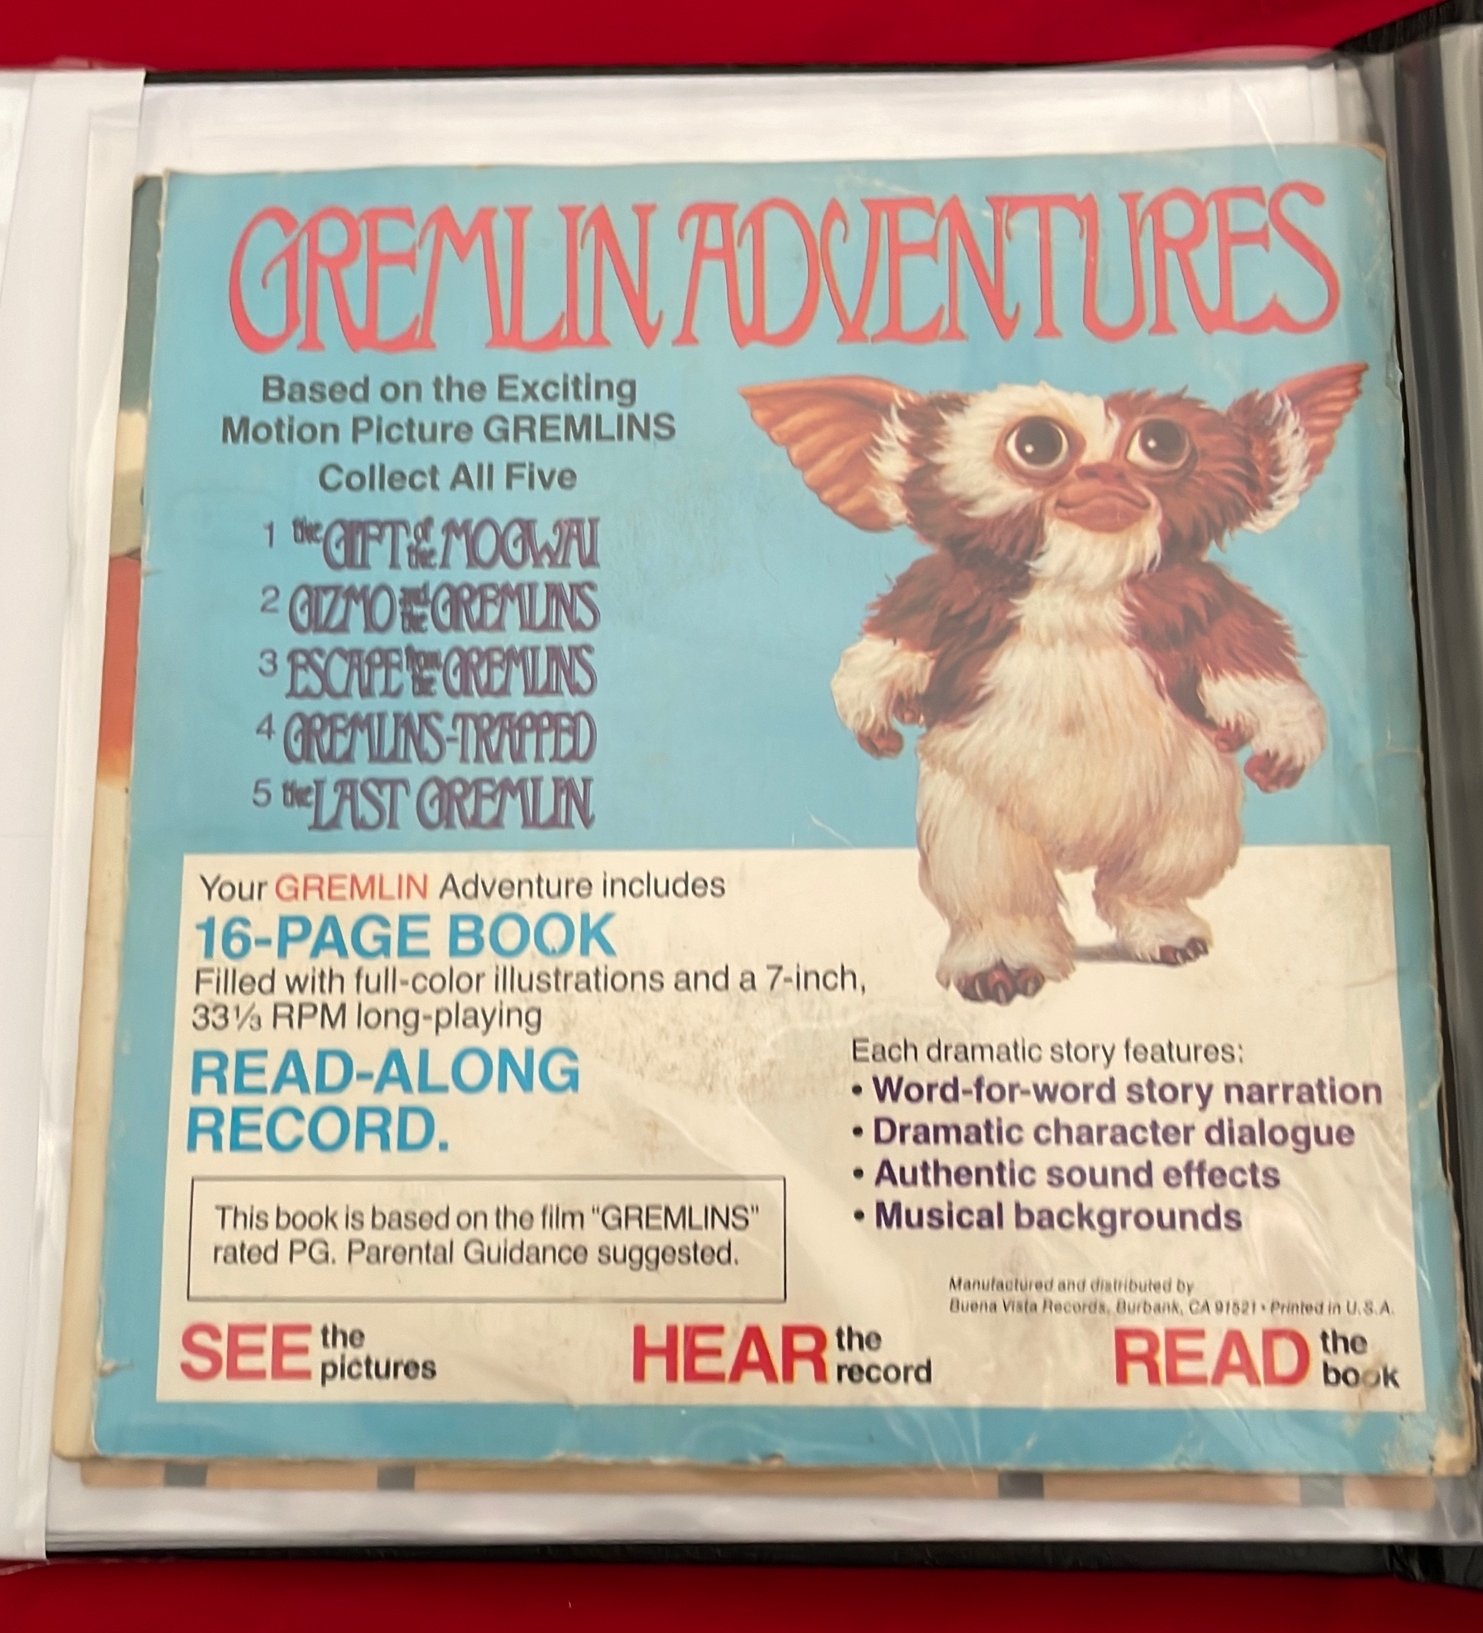 GREMLIN ADVENTURES
Based on the Exciting
Motion Picture GREMLINS
Collect All Five
1 the GIFT of the MOGWAI
2 GIZMO and the GREMLINS
3 ESCAPE from the GREMLINS
4 GREMLINS-TRAPPED
5 the LAST GREMLIN
Your GREMLIN Adventure includes
16-PAGE BOOK
Filled with full-color illustrations and a 7-inch,
33⅓ RPM long-playing
READ-ALONG
RECORD.
This book is based on the film "GREMLINS"
rated PG. Parental Guidance suggested.
Each dramatic story features:
• Word-for-word story narration
• Dramatic character dialogue
• Authentic sound effects
• Musical backgrounds
Manufactured and distributed by
Buena Vista Records, Burbank, CA 91521 • Printed in U.S.A.
SEE the pictures
HEAR the record
READ the book